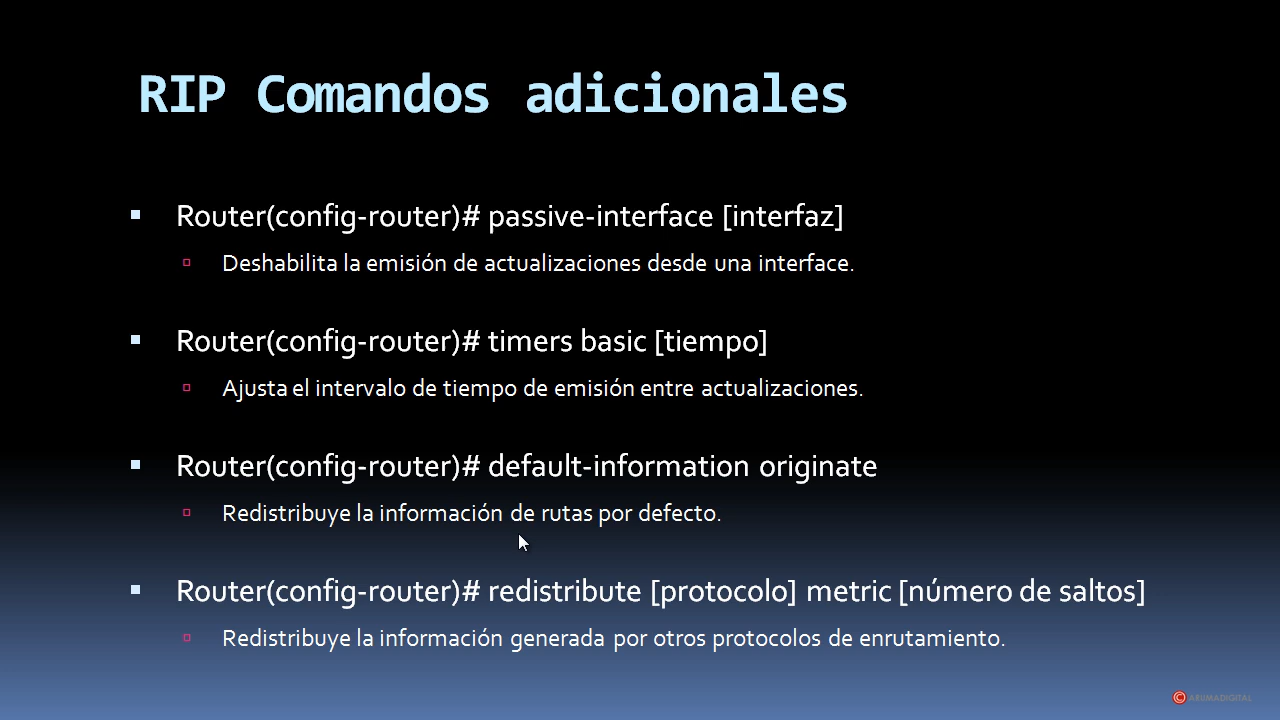 RIP Comandos adicionales
Router(config-router)# passive-interface [interfaz]
Deshabilita la emisión de actualizaciones desde una interface.
Router(config-router)# timers basic [tiempo]
Ajusta el intervalo de tiempo de emisión entre actualizaciones.
Router(config-router)# default-information originate
Redistribuye la información de rutas por defecto.
Router(config-router)# redistribute [protocolo] metric [número de saltos]
Redistribuye la información generada por otros protocolos de enrutamiento.